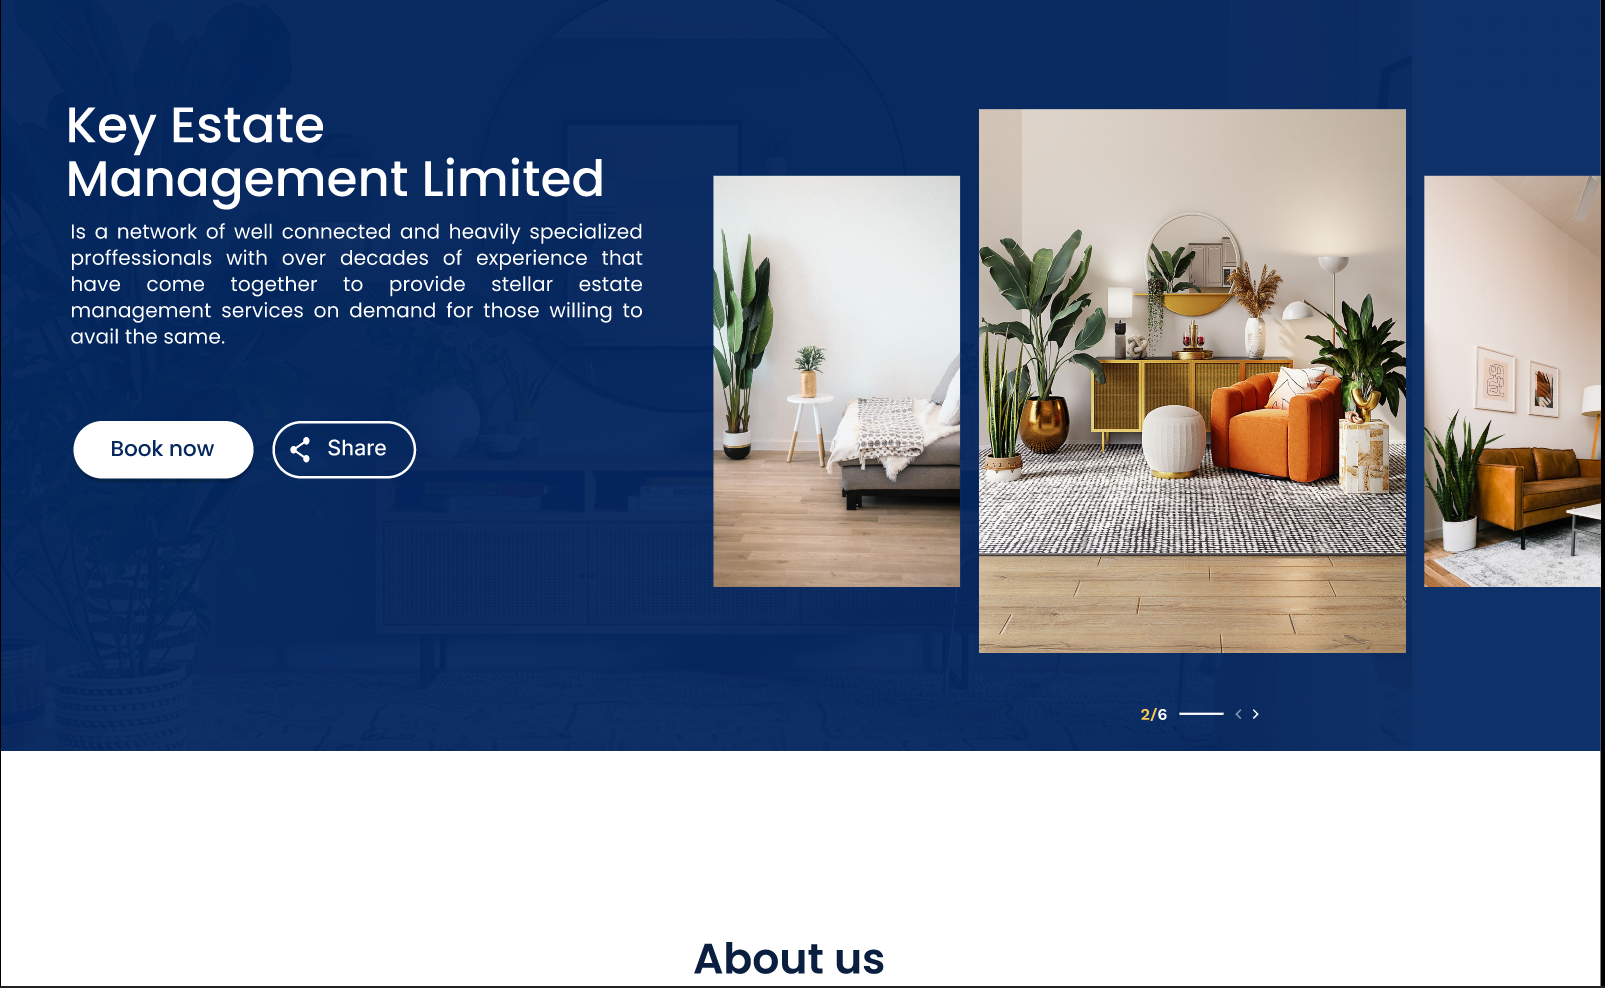 Key Estate
Management Limited
Is a network of well connected and heavily specialized
proffessionals with over decades of experience that
have come together to provide stellar estate
management services on demand for those willing to
avail the same.
Book now
Share
2/6
About us